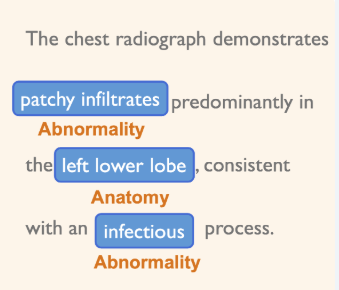 The chest radiograph demonstrates
patchy infiltrates predominantly in
Abnormality
the left lower lobe, consistent
Anatomy
with an infectious process.
Abnormality